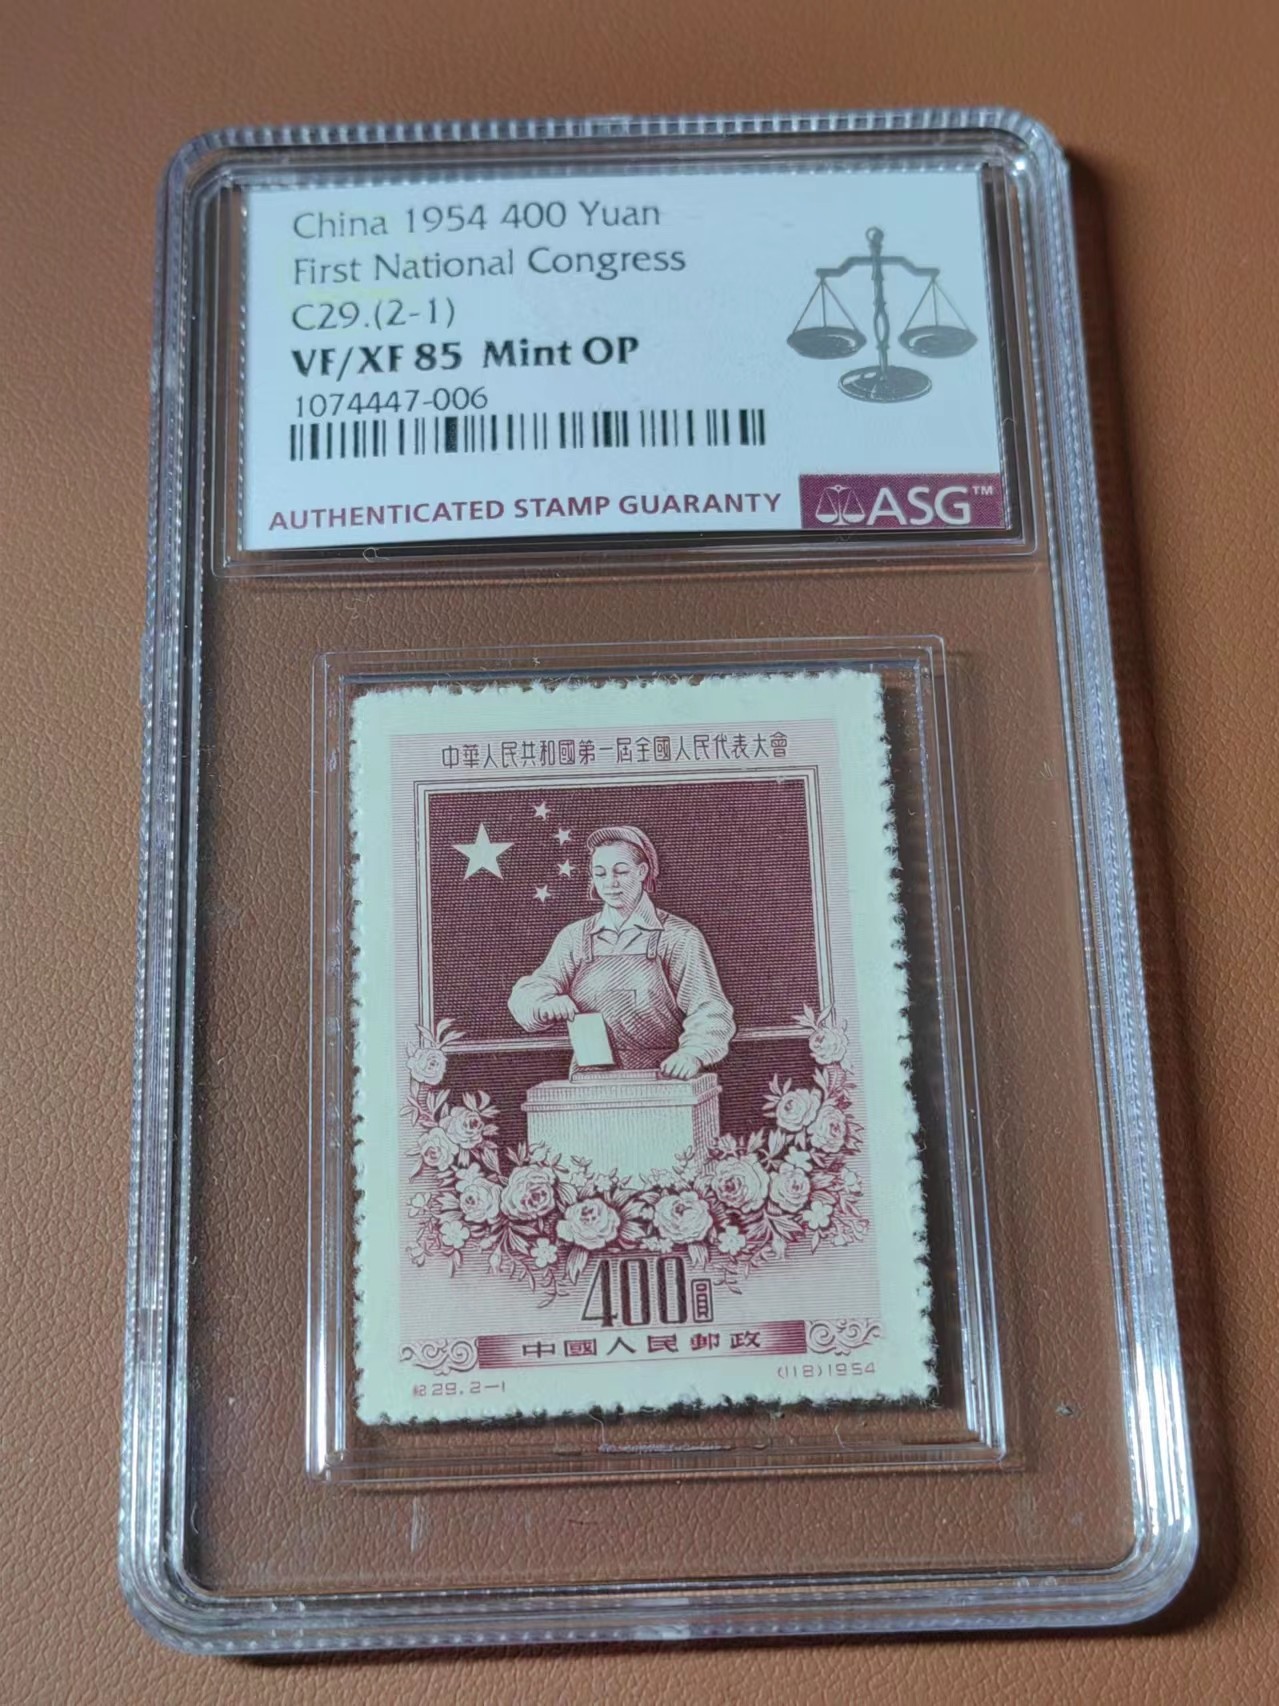 China 1954 400 Yuan
First National Congress
C29.(2-1)
VF/XF 85 Mint OP
1074447-006
AUTHENTICATED STAMP GUARANTY
ASG™
中華人民共和國第一屆全國人民代表大會
400圓
中國人民郵政
紀29.2-1
(118)1954